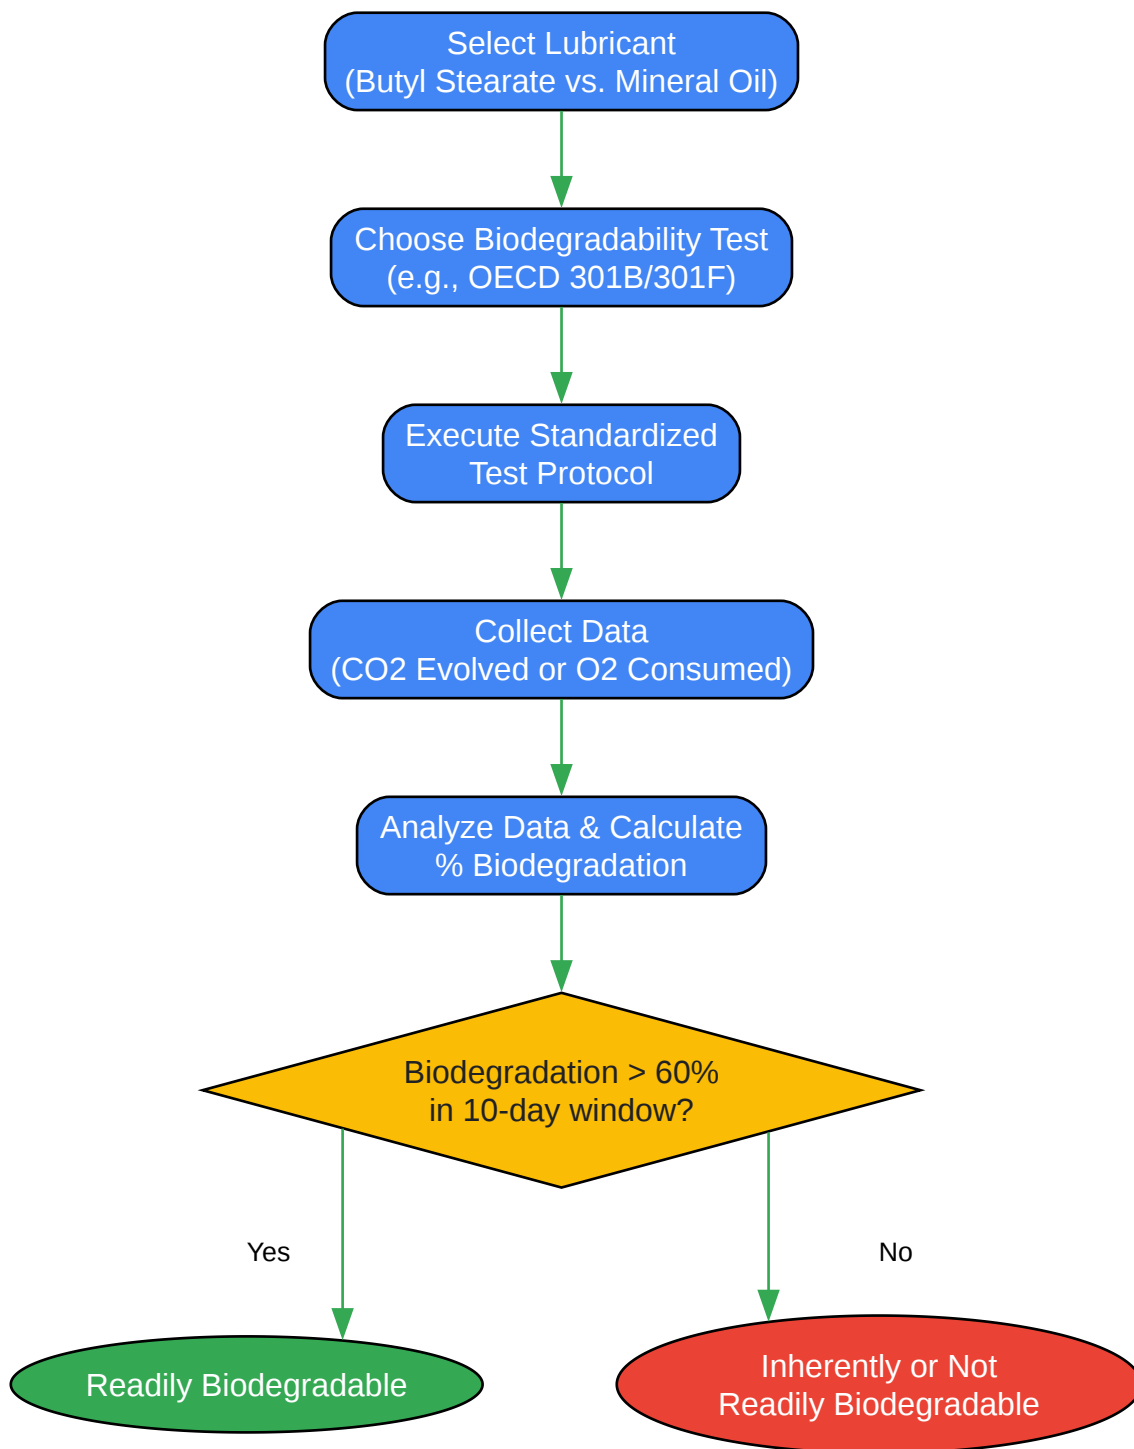 Select Lubricant
(Butyl Stearate vs. Mineral Oil)
Choose Biodegradability Test
(e.g., OECD 301B/301F)
Execute Standardized
Test Protocol
Collect Data
(CO2 Evolved or O2 Consumed)
Analyze Data & Calculate
% Biodegradation
Biodegradation > 60%
in 10-day window?
Yes
No
Readily Biodegradable
Inherently or Not
Readily Biodegradable